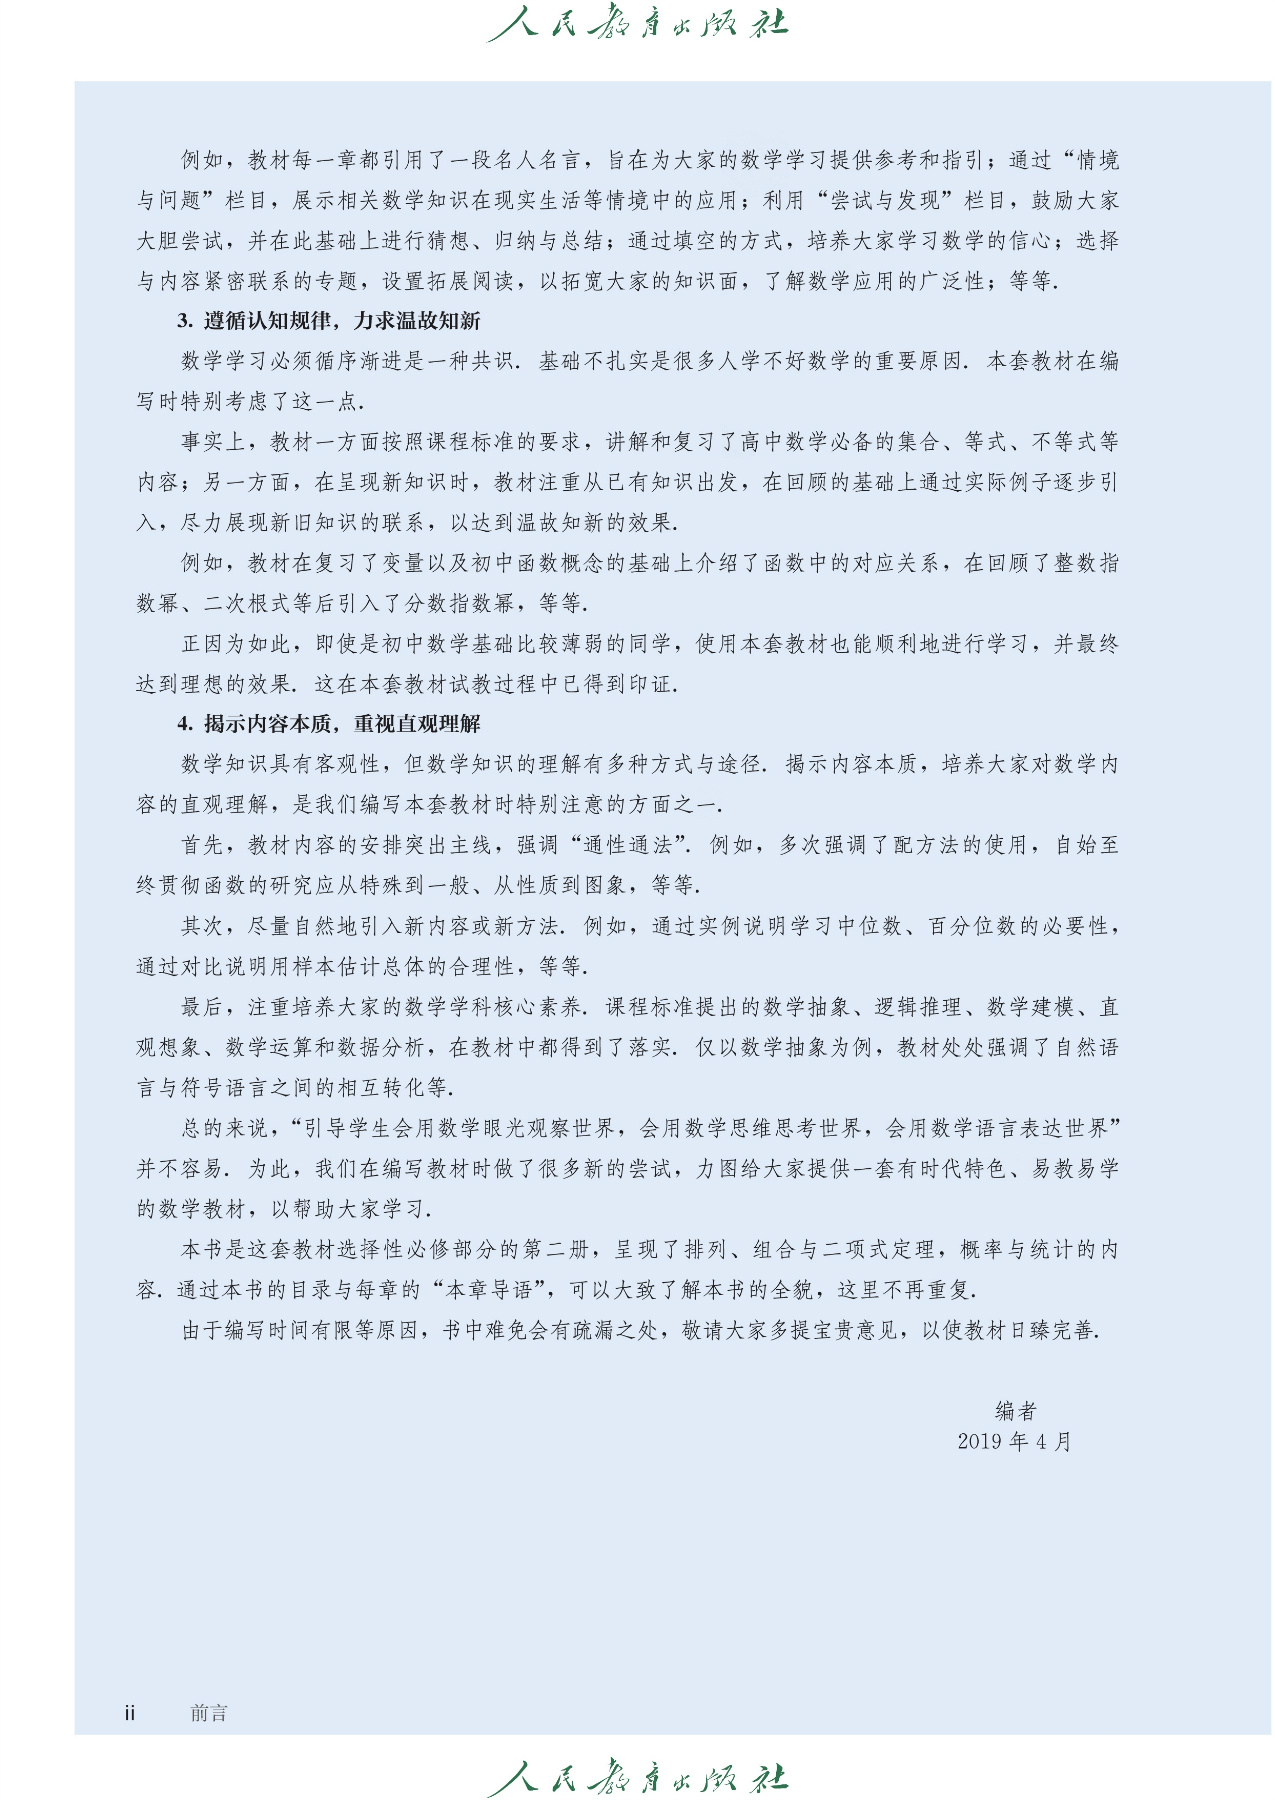 人民教育出版社
例如，教材每一章都引用了一段名人名言，旨在为大家的数学学习提供参考和指引；通过“情境
与问题”栏目，展示相关数学知识在现实生活等情境中的应用；利用“尝试与发现”栏目，鼓励大家
大胆尝试，并在此基础上进行猜想、归纳与总结；通过填空的方式，培养大家学习数学的信心；选择
与内容紧密联系的专题，设置拓展阅读，以拓宽大家的知识面，了解数学应用的广泛性；等等．
3. 遵循认知规律，力求温故知新
数学学习必须循序渐进是一种共识．基础不扎实是很多人学不好数学的重要原因．本套教材在编
写时特别考虑了这一点．
事实上，教材一方面按照课程标准的要求，讲解和复习了高中数学必备的集合、等式、不等式等
内容；另一方面，在呈现新知识时，教材注重从已有知识出发，在回顾的基础上通过实际例子逐步引
入，尽力展现新旧知识的联系，以达到温故知新的效果．
例如，教材在复习了变量以及初中函数概念的基础上介绍了函数中的对应关系，在回顾了整数指
数幂、二次根式等后引入了分数指数幂，等等．
正因为如此，即使是初中数学基础比较薄弱的同学，使用本套教材也能顺利地进行学习，并最终
达到理想的效果．这在本套教材试教过程中已得到印证．
4. 揭示内容本质，重视直观理解
数学知识具有客观性，但数学知识的理解有多种方式与途径．揭示内容本质，培养大家对数学内
容的直观理解，是我们编写本套教材时特别注意的方面之一．
首先，教材内容的安排突出主线，强调“通性通法”．例如，多次强调了配方法的使用，自始至
终贯彻函数的研究应从特殊到一般、从性质到图象，等等．
其次，尽量自然地引入新内容或新方法．例如，通过实例说明学习中位数、百分位数的必要性，
通过对比说明用样本估计总体的合理性，等等．
最后，注重培养大家的数学学科核心素养．课程标准提出的数学抽象、逻辑推理、数学建模、直
观想象、数学运算和数据分析，在教材中都得到了落实．仅以数学抽象为例，教材处处强调了自然语
言与符号语言之间的相互转化等．
总的来说，“引导学生会用数学眼光观察世界，会用数学思维思考世界，会用数学语言表达世界”
并不容易．为此，我们在编写教材时做了很多新的尝试，力图给大家提供一套有时代特色、易教易学
的数学教材，以帮助大家学习．
本书是这套教材选择性必修部分的第二册，呈现了排列、组合与二项式定理，概率与统计的内
容．通过本书的目录与每章的“本章导语”，可以大致了解本书的全貌，这里不再重复．
由于编写时间有限等原因，书中难免会有疏漏之处，敬请大家多提宝贵意见，以使教材日臻完善．
编者
2019 年 4 月
ii 前言
人民教育出版社